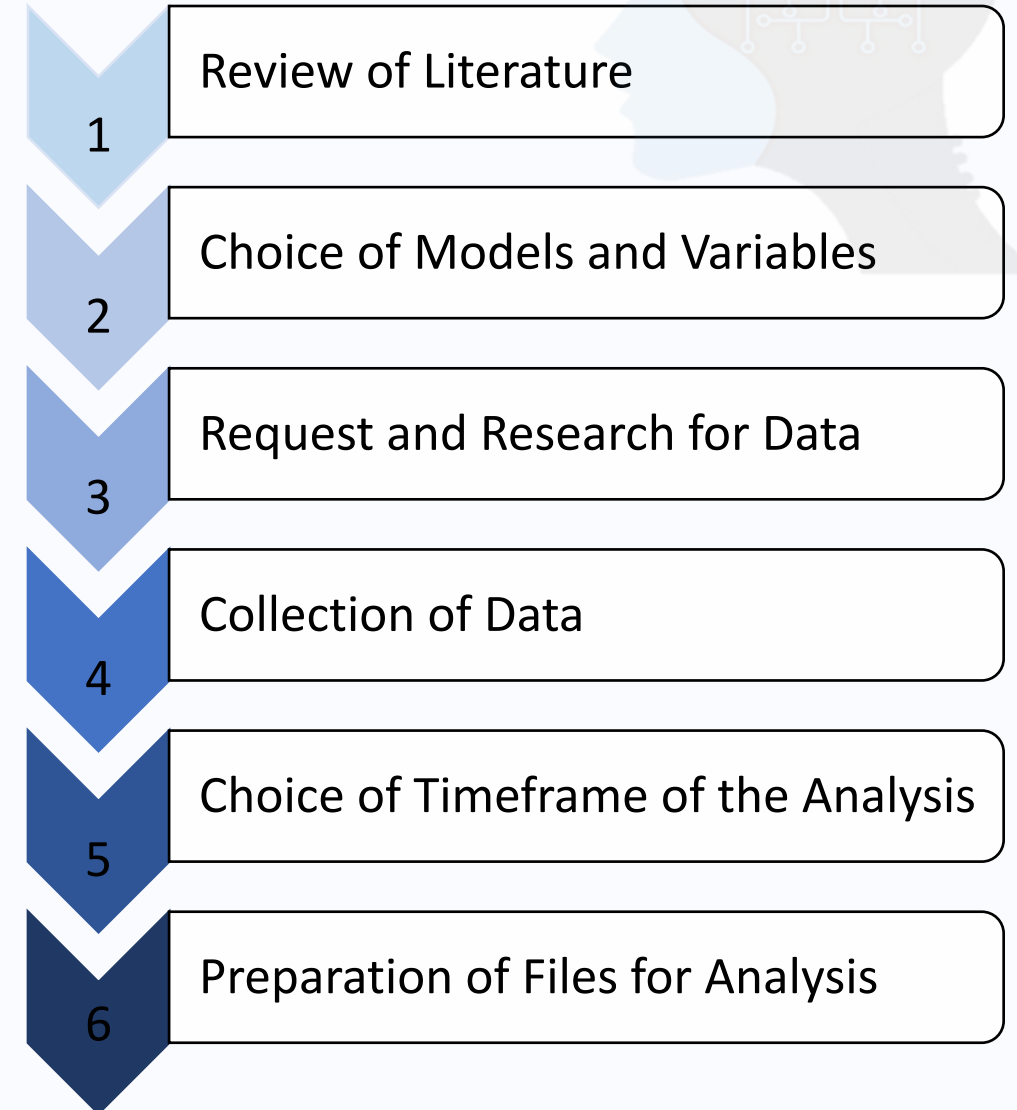 1
Review of Literature
2
Choice of Models and Variables
3
Request and Research for Data
4
Collection of Data
5
Choice of Timeframe of the Analysis
6
Preparation of Files for Analysis